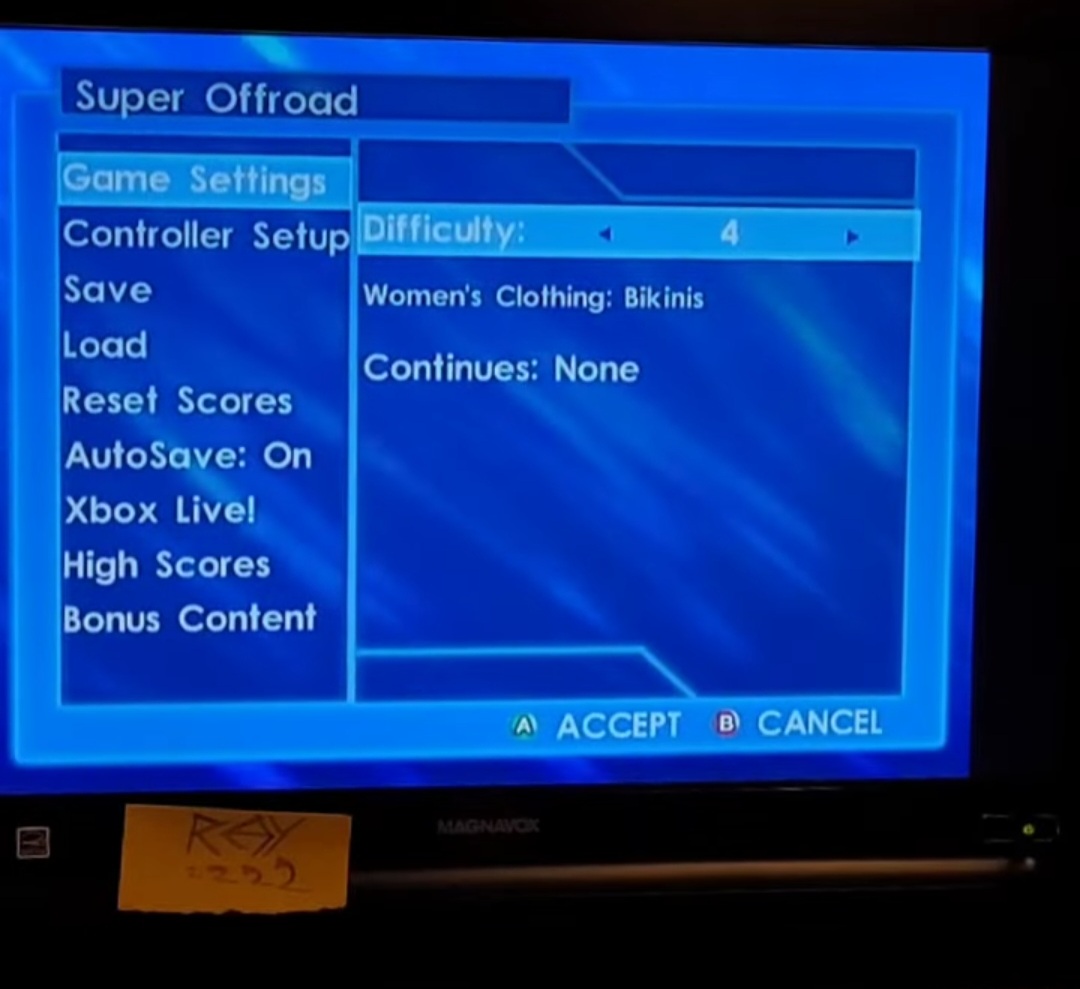 Super Offroad
Game Settings
Controller Setup
Save
Load
Reset Scores
AutoSave: On
Xbox Live!
High Scores
Bonus Content
Difficulty: 4
Women's Clothing: Bikinis
Continues: None
A ACCEPT B CANCEL
MAGNAVOX
RAY